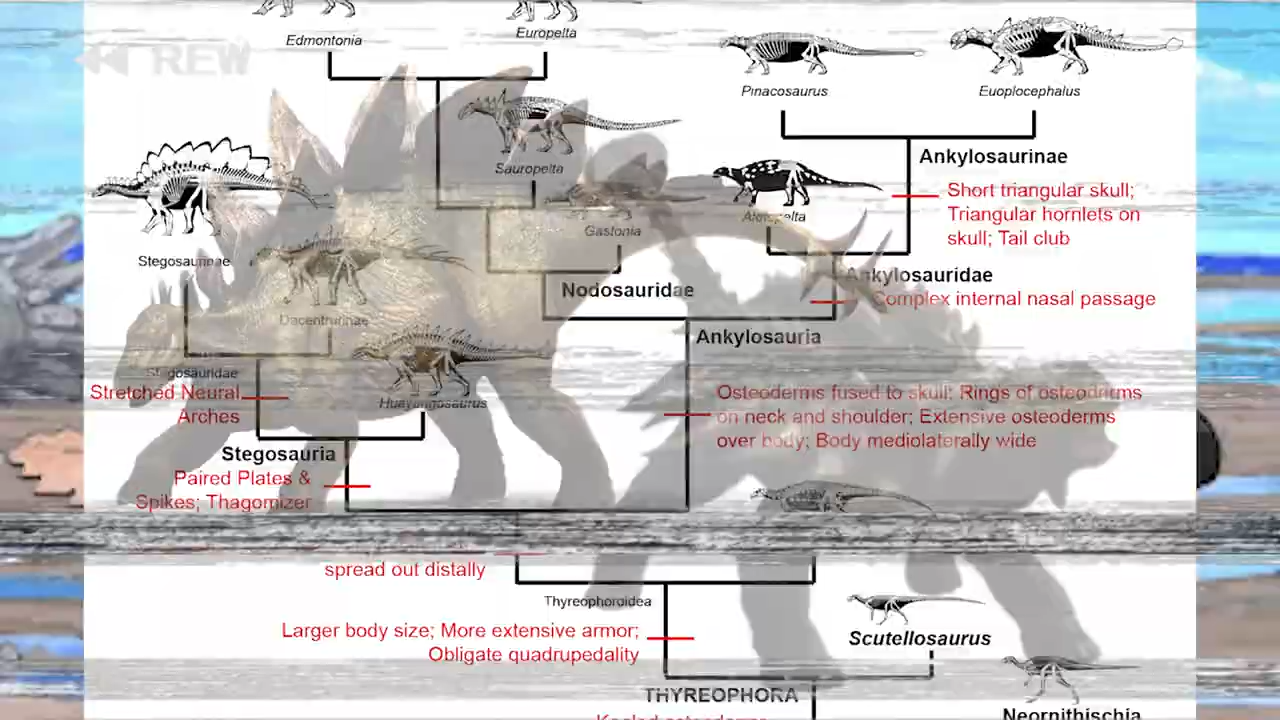 REW
Edmontonia
Europelta
Pinacosaurus
Euoplocephalus
Ankylosaurinae
Short triangular skull;
Triangular hornlets on
skull; Tail club
Sauropelta
Gastonia
Stegosaurinae
Nodosauridae
Ankylosauridae
Complex internal nasal passage
Dacentrurinae
Ankylosauria
Stegosauridae
Stretched Neural
Arches
Huayangosaurus
Osteoderms fused to skull; Rings of osteoderms
on neck and shoulder; Extensive osteoderms
over body; Body mediolaterally wide
Stegosauria
Paired Plates &
Spikes; Thagomizer
spread out distally
Thyreophoroidea
Larger body size; More extensive armor;
Obligate quadrupedality
Scutellosaurus
THYREOPHORA
Neornithischia